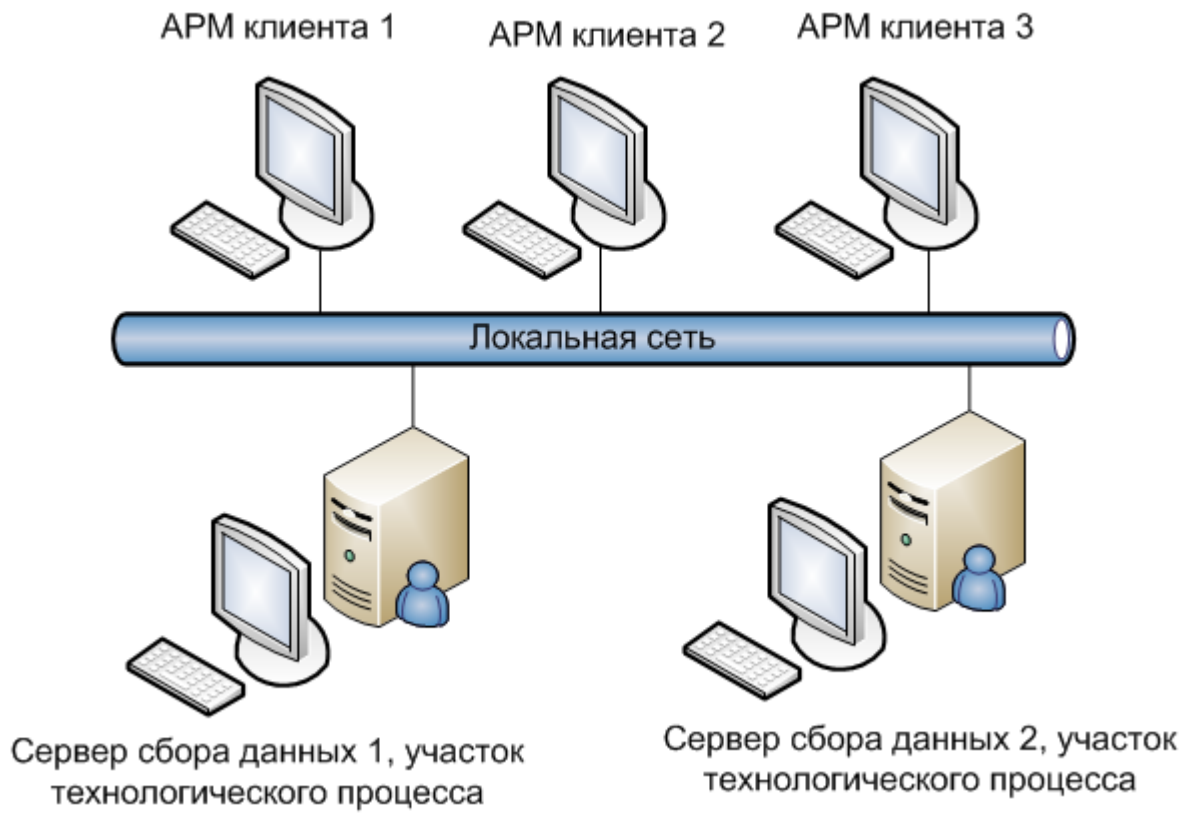 АРМ клиента 1
АРМ клиента 2
АРМ клиента 3
Локальная сеть
Сервер сбора данных 1, участок
технологического процесса
Сервер сбора данных 2, участок
технологического процесса